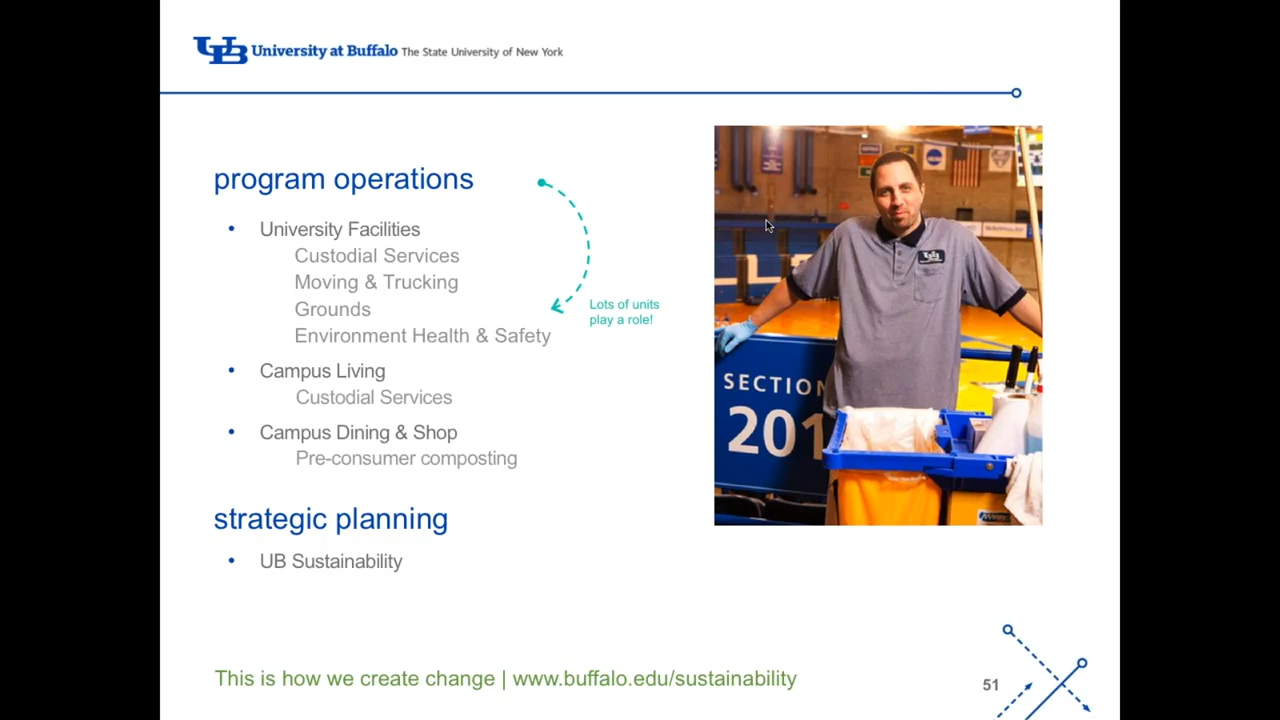 UB University at Buffalo The State University of New York
program operations
• University Facilities
Custodial Services
Moving & Trucking
Grounds
Environment Health & Safety
Lots of units
play a role!
• Campus Living
Custodial Services
• Campus Dining & Shop
Pre-consumer composting
strategic planning
• UB Sustainability
SECTION
201
UB
This is how we create change | www.buffalo.edu/sustainability
51